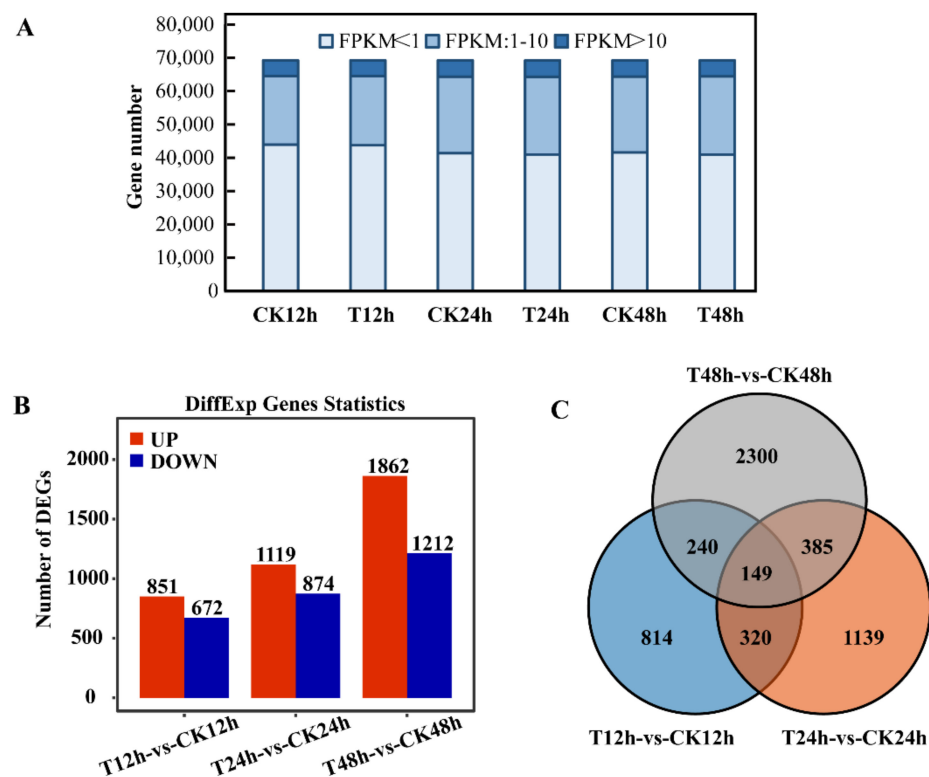 A
Gene number
80,000
70,000
60,000
50,000
40,000
30,000
20,000
10,000
0
FPKM<1 FPKM:1-10 FPKM>10
CK12h T12h CK24h T24h CK48h T48h
B
DiffExp Genes Statistics
UP
DOWN
Number of DEGs
2000
1500
1000
500
0
851 672 1119 874 1862 1212
T12h-vs-CK12h T24h-vs-CK24h T48h-vs-CK48h
C
T48h-vs-CK48h
2300
240 385
149
814 320 1139
T12h-vs-CK12h T24h-vs-CK24h